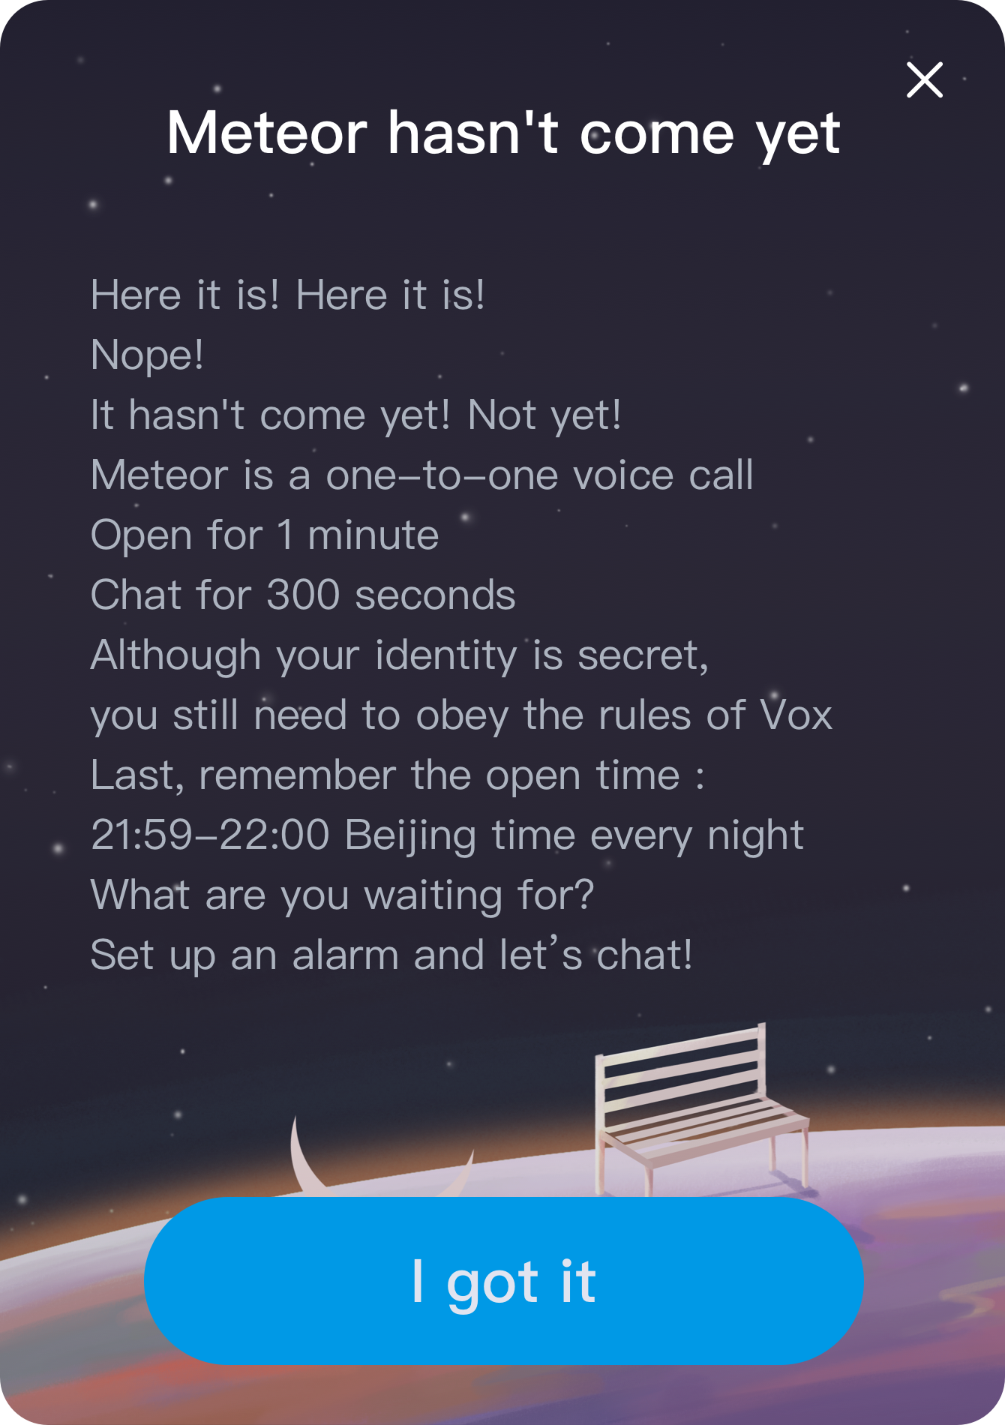 Meteor hasn't come yet
Here it is! Here it is!
Nope!
It hasn't come yet! Not yet!
Meteor is a one–to–one voice call
Open for 1 minute
Chat for 300 seconds
Although your identity is secret,
you still need to obey the rules of Vox
Last, remember the open time :
21:59–22:00 Beijing time every night
What are you waiting for?
Set up an alarm and let’s chat!
I got it